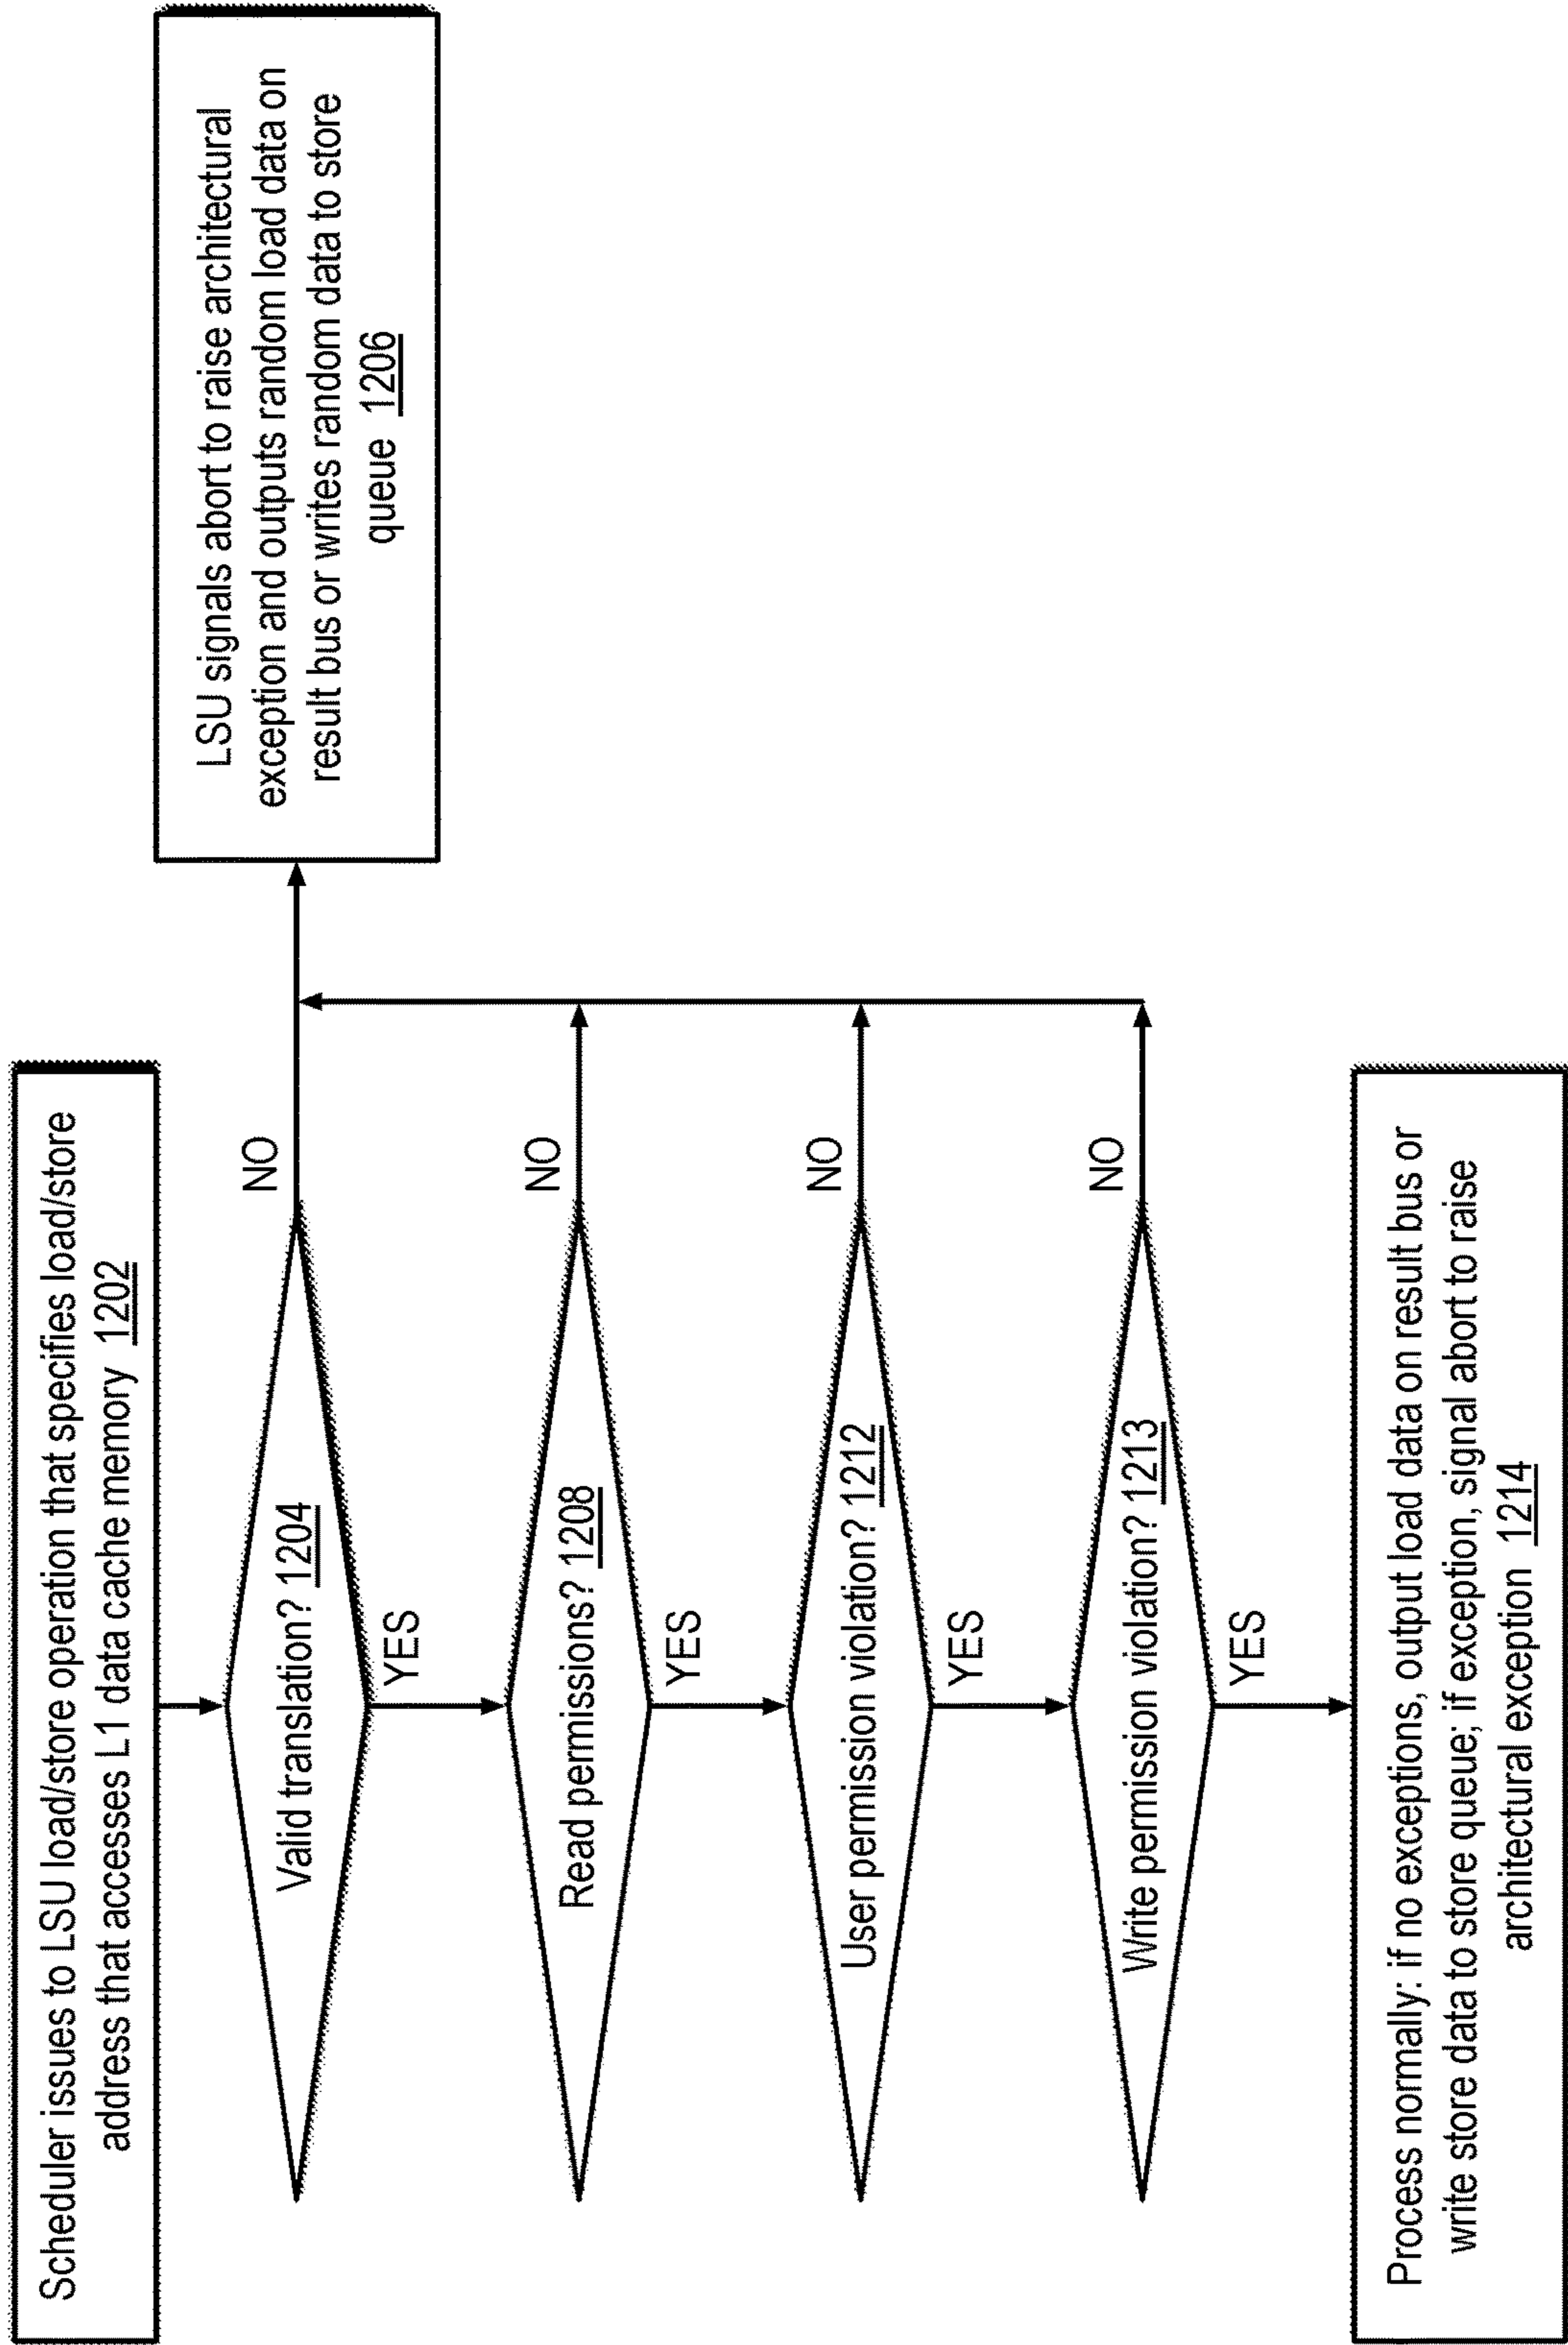 Scheduler issues to LSU load/store operation that specifies load/store
address that accesses L1 data cache memory 1202
Valid translation? 1204
NO
YES
LSU signals abort to raise architectural
exception and outputs random load data on
result bus or writes random data to store
queue 1206
Read permissions? 1208
NO
YES
User permission violation? 1212
NO
YES
Write permission violation? 1213
NO
YES
Process normally: if no exceptions, output load data on result bus or
write store data to store queue; if exception, signal abort to raise
architectural exception 1214